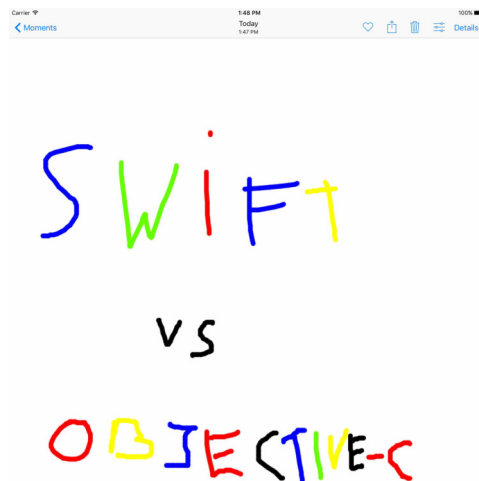 Carrier 1:48 PM 100%
Moments Today Details
1:47 PM
SWiFT
VS
OBJECTIVE-C